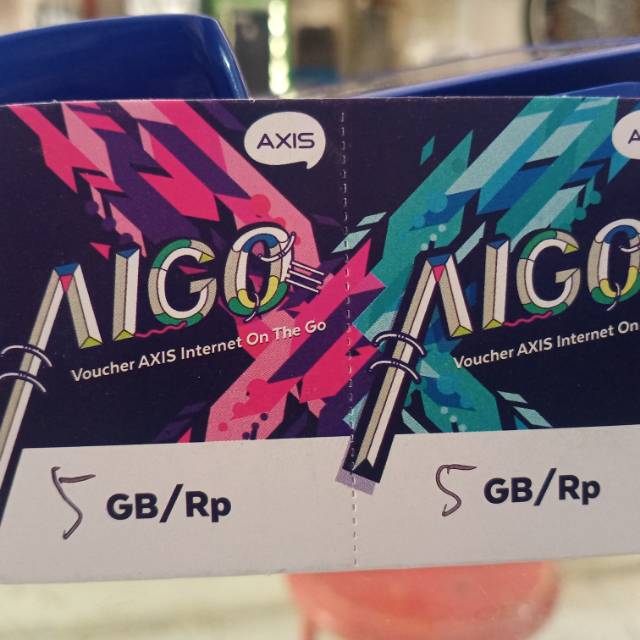 AXIS
AIGO
Voucher AXIS Internet On The Go
5 GB/Rp
A
AIGO
Voucher AXIS Internet On
5 GB/Rp